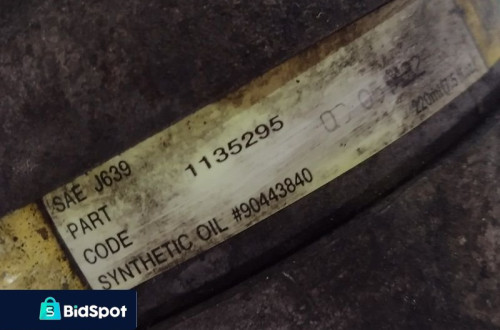 SAE J639
PART 1135295
CODE
SYNTHETIC OIL #90443840
BidSpot